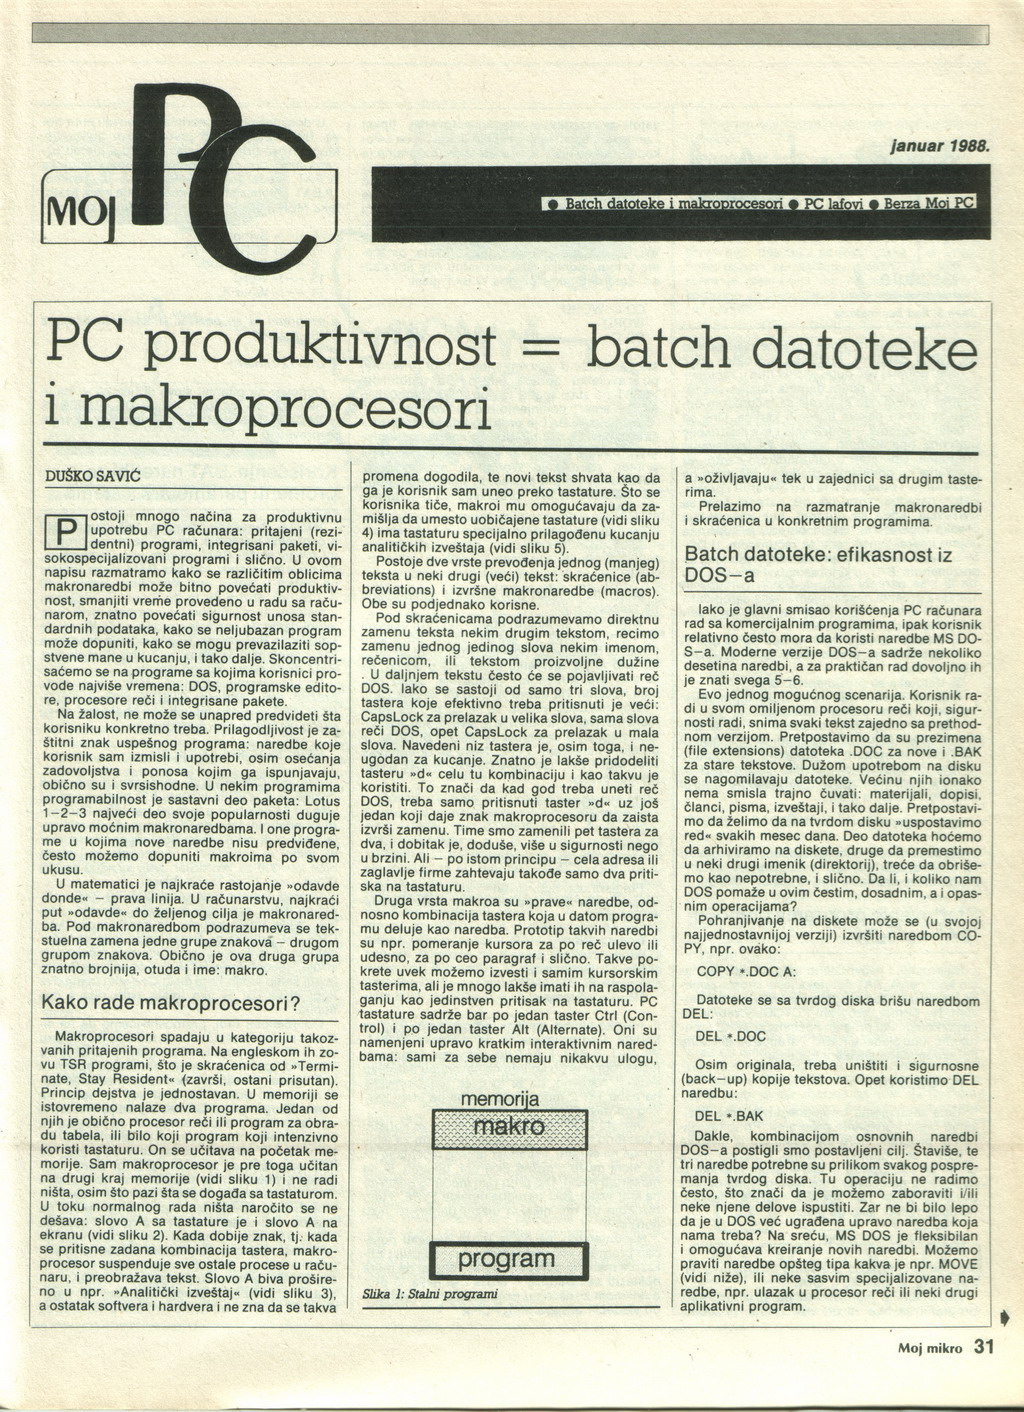 januar 1988.
MOJ PC
● Batch datoteke i makroprocesori ● PC lafovi ● Berza Moj PC
PC produktivnost = batch datoteke
i makroprocesori
DUŠKO SAVIĆ
Postoji mnogo načina za produktivnu
upotrebu PC računara: pritajeni (rezi-
dentni) programi, integrisani paketi, vi-
sokospecijalizovani programi i slično. U ovom
napisu razmatramo kako se različitim oblicima
makronaredbi može bitno povećati produktiv-
nost, smanjiti vreme provedeno u radu sa raču-
narom, znatno povećati sigurnost unosa stan-
dardnih podataka, kako se neljubazan program
može dopuniti, kako se mogu prevazilaziti sop-
stvene mane u kucanju, i tako dalje. Skoncentri-
saćemo se na programe sa kojima korisnici pro-
vode najviše vremena: DOS, programske edito-
re, procesore reči i integrisane pakete.
Na žalost, ne može se unapred predvideti šta
korisniku konkretno treba. Prilagodljivost je za-
štitni znak uspešnog programa: naredbe koje
korisnik sam izmisli i upotrebi, osim osećanja
zadovoljstva i ponosa kojim ga ispunjavaju,
obično su i svrsishodne. U nekim programima
programabilnost je sastavni deo paketa: Lotus
1–2–3 najveći deo svoje popularnosti duguje
upravo moćnim makronaredbama. I one progra-
me u kojima nove naredbe nisu predviđene,
često možemo dopuniti makroima po svom
ukusu.
U matematici je najkraće rastojanje »odavde
donde« – prava linija. U računarstvu, najkraći
put »odavde« do željenog cilja je makronared-
ba. Pod makronaredbom podrazumeva se tek-
stuelna zamena jedne grupe znakova – drugom
grupom znakova. Obično je ova druga grupa
znatno brojnija, otuda i ime: makro.
Kako rade makroprocesori?
Makroprocesori spadaju u kategoriju takoz-
vanih pritajenih programa. Na engleskom ih zo-
vu TSR programi, što je skraćenica od »Termi-
nate, Stay Resident« (završi, ostani prisutan).
Princip dejstva je jednostavan. U memoriji se
istovremeno nalaze dva programa. Jedan od
njih je obično procesor reči ili program za obra-
du tabela, ili bilo koji program koji intenzivno
koristi tastaturu. On se učitava na početak me-
morije. Sam makroprocesor je pre toga učitan
na drugi kraj memorije (vidi sliku 1) i ne radi
ništa, osim što pazi šta se događa sa tastaturom.
U toku normalnog rada ništa naročito se ne
dešava: slovo A sa tastature je i slovo A na
ekranu (vidi sliku 2). Kada dobije znak, tj. kada
se pritisne zadana kombinacija tastera, makro-
procesor suspenduje sve ostale procese u raču-
naru, i preobražava tekst. Slovo A biva prošire-
no u npr. »Analitički izveštaj« (vidi sliku 3),
a ostatak softvera i hardvera i ne zna da se takva
promena dogodila, te novi tekst shvata kao da
ga je korisnik sam uneo preko tastature. Što se
korisnika tiče, makroi mu omogućavaju da za-
mišlja da umesto uobičajene tastature (vidi sliku
4) ima tastaturu specijalno prilagođenu kucanju
analitičkih izveštaja (vidi sliku 5).
Postoje dve vrste prevođenja jednog (manjeg)
teksta u neki drugi (veći) tekst: skraćenice (ab-
breviations) i izvršne makronaredbe (macros).
Obe su podjednako korisne.
Pod skraćenicama podrazumevamo direktnu
zamenu teksta nekim drugim tekstom, recimo
zamenu jednog jedinog slova nekim imenom,
rečenicom, ili tekstom proizvoljne dužine
. U daljnjem tekstu često će se pojavljivati reč
DOS. Iako se sastoji od samo tri slova, broj
tastera koje efektivno treba pritisnuti je veći:
CapsLock za prelazak u velika slova, sama slova
reči DOS, opet CapsLock za prelazak u mala
slova. Navedeni niz tastera je, osim toga, i ne-
ugodan za kucanje. Znatno je lakše pridodeliti
tasteru »d« celu tu kombinaciju i kao takvu je
koristiti. To znači da kad god treba uneti reč
DOS, treba samo pritisnuti taster »d« uz još
jedan koji daje znak makroprocesoru da zaista
izvrši zamenu. Time smo zamenili pet tastera za
dva, i dobitak je, doduše, više u sigurnosti nego
u brzini. Ali – po istom principu – cela adresa ili
zaglavlje firme zahtevaju takođe samo dva priti-
ska na tastaturu.
Druga vrsta makroa su »prave« naredbe, od-
nosno kombinacija tastera koja u datom progra-
mu deluje kao naredba. Prototip takvih naredbi
su npr. pomeranje kursora za po reč ulevo ili
udesno, za po ceo paragraf i slično. Takve po-
krete uvek možemo izvesti i samim kursorskim
tasterima, ali je mnogo lakše imati ih na raspola-
ganju kao jedinstven pritisak na tastaturu. PC
tastature sadrže bar po jedan taster Ctrl (Con-
trol) i po jedan taster Alt (Alternate). Oni su
namenjeni upravo kratkim interaktivnim nared-
bama: sami za sebe nemaju nikakvu ulogu,
memorija
makro
program
Slika 1: Stalni programi
a »oživljavaju« tek u zajednici sa drugim taste-
rima.
Prelazimo na razmatranje makronaredbi
i skraćenica u konkretnim programima.
Batch datoteke: efikasnost iz
DOS–a
Iako je glavni smisao korišćenja PC računara
rad sa komercijalnim programima, ipak korisnik
relativno često mora da koristi naredbe MS DO-
S–a. Moderne verzije DOS–a sadrže nekoliko
desetina naredbi, a za praktičan rad dovoljno ih
je znati svega 5–6.
Evo jednog mogućnog scenarija. Korisnik ra-
di u svom omiljenom procesoru reči koji, sigur-
nosti radi, snima svaki tekst zajedno sa prethod-
nom verzijom. Pretpostavimo da su prezimena
(file extensions) datoteka .DOC za nove i .BAK
za stare tekstove. Dužom upotrebom na disku
se nagomilavaju datoteke. Većinu njih ionako
nema smisla trajno čuvati: materijali, dopisi,
članci, pisma, izveštaji, i tako dalje. Pretpostavi-
mo da želimo da na tvrdom disku »uspostavimo
red« svakih mesec dana. Deo datoteka hoćemo
da arhiviramo na diskete, druge da premestimo
u neki drugi imenik (direktorij), treće da obriše-
mo kao nepotrebne, i slično. Da li, i koliko nam
DOS pomaže u ovim čestim, dosadnim, a i opas-
nim operacijama?
Pohranjivanje na diskete može se (u svojoj
najjednostavnijoj verziji) izvršiti naredbom CO-
PY, npr. ovako:
COPY *.DOC A:
Datoteke se sa tvrdog diska brišu naredbom
DEL:
DEL *.DOC
Osim originala, treba uništiti i sigurnosne
(back–up) kopije tekstova. Opet koristimo DEL
naredbu:
DEL *.BAK
Dakle, kombinacijom osnovnih naredbi
DOS–a postigli smo postavljeni cilj. Štaviše, te
tri naredbe potrebne su prilikom svakog pospre-
manja tvrdog diska. Tu operaciju ne radimo
često, što znači da je možemo zaboraviti i/ili
neke njene delove ispustiti. Zar ne bi bilo lepo
da je u DOS već ugrađena upravo naredba koja
nama treba? Na sreću, MS DOS je fleksibilan
i omogućava kreiranje novih naredbi. Možemo
praviti naredbe opšteg tipa kakva je npr. MOVE
(vidi niže), ili neke sasvim specijalizovane na-
redbe, npr. ulazak u procesor reči ili neki drugi
aplikativni program.
Moj mikro 31